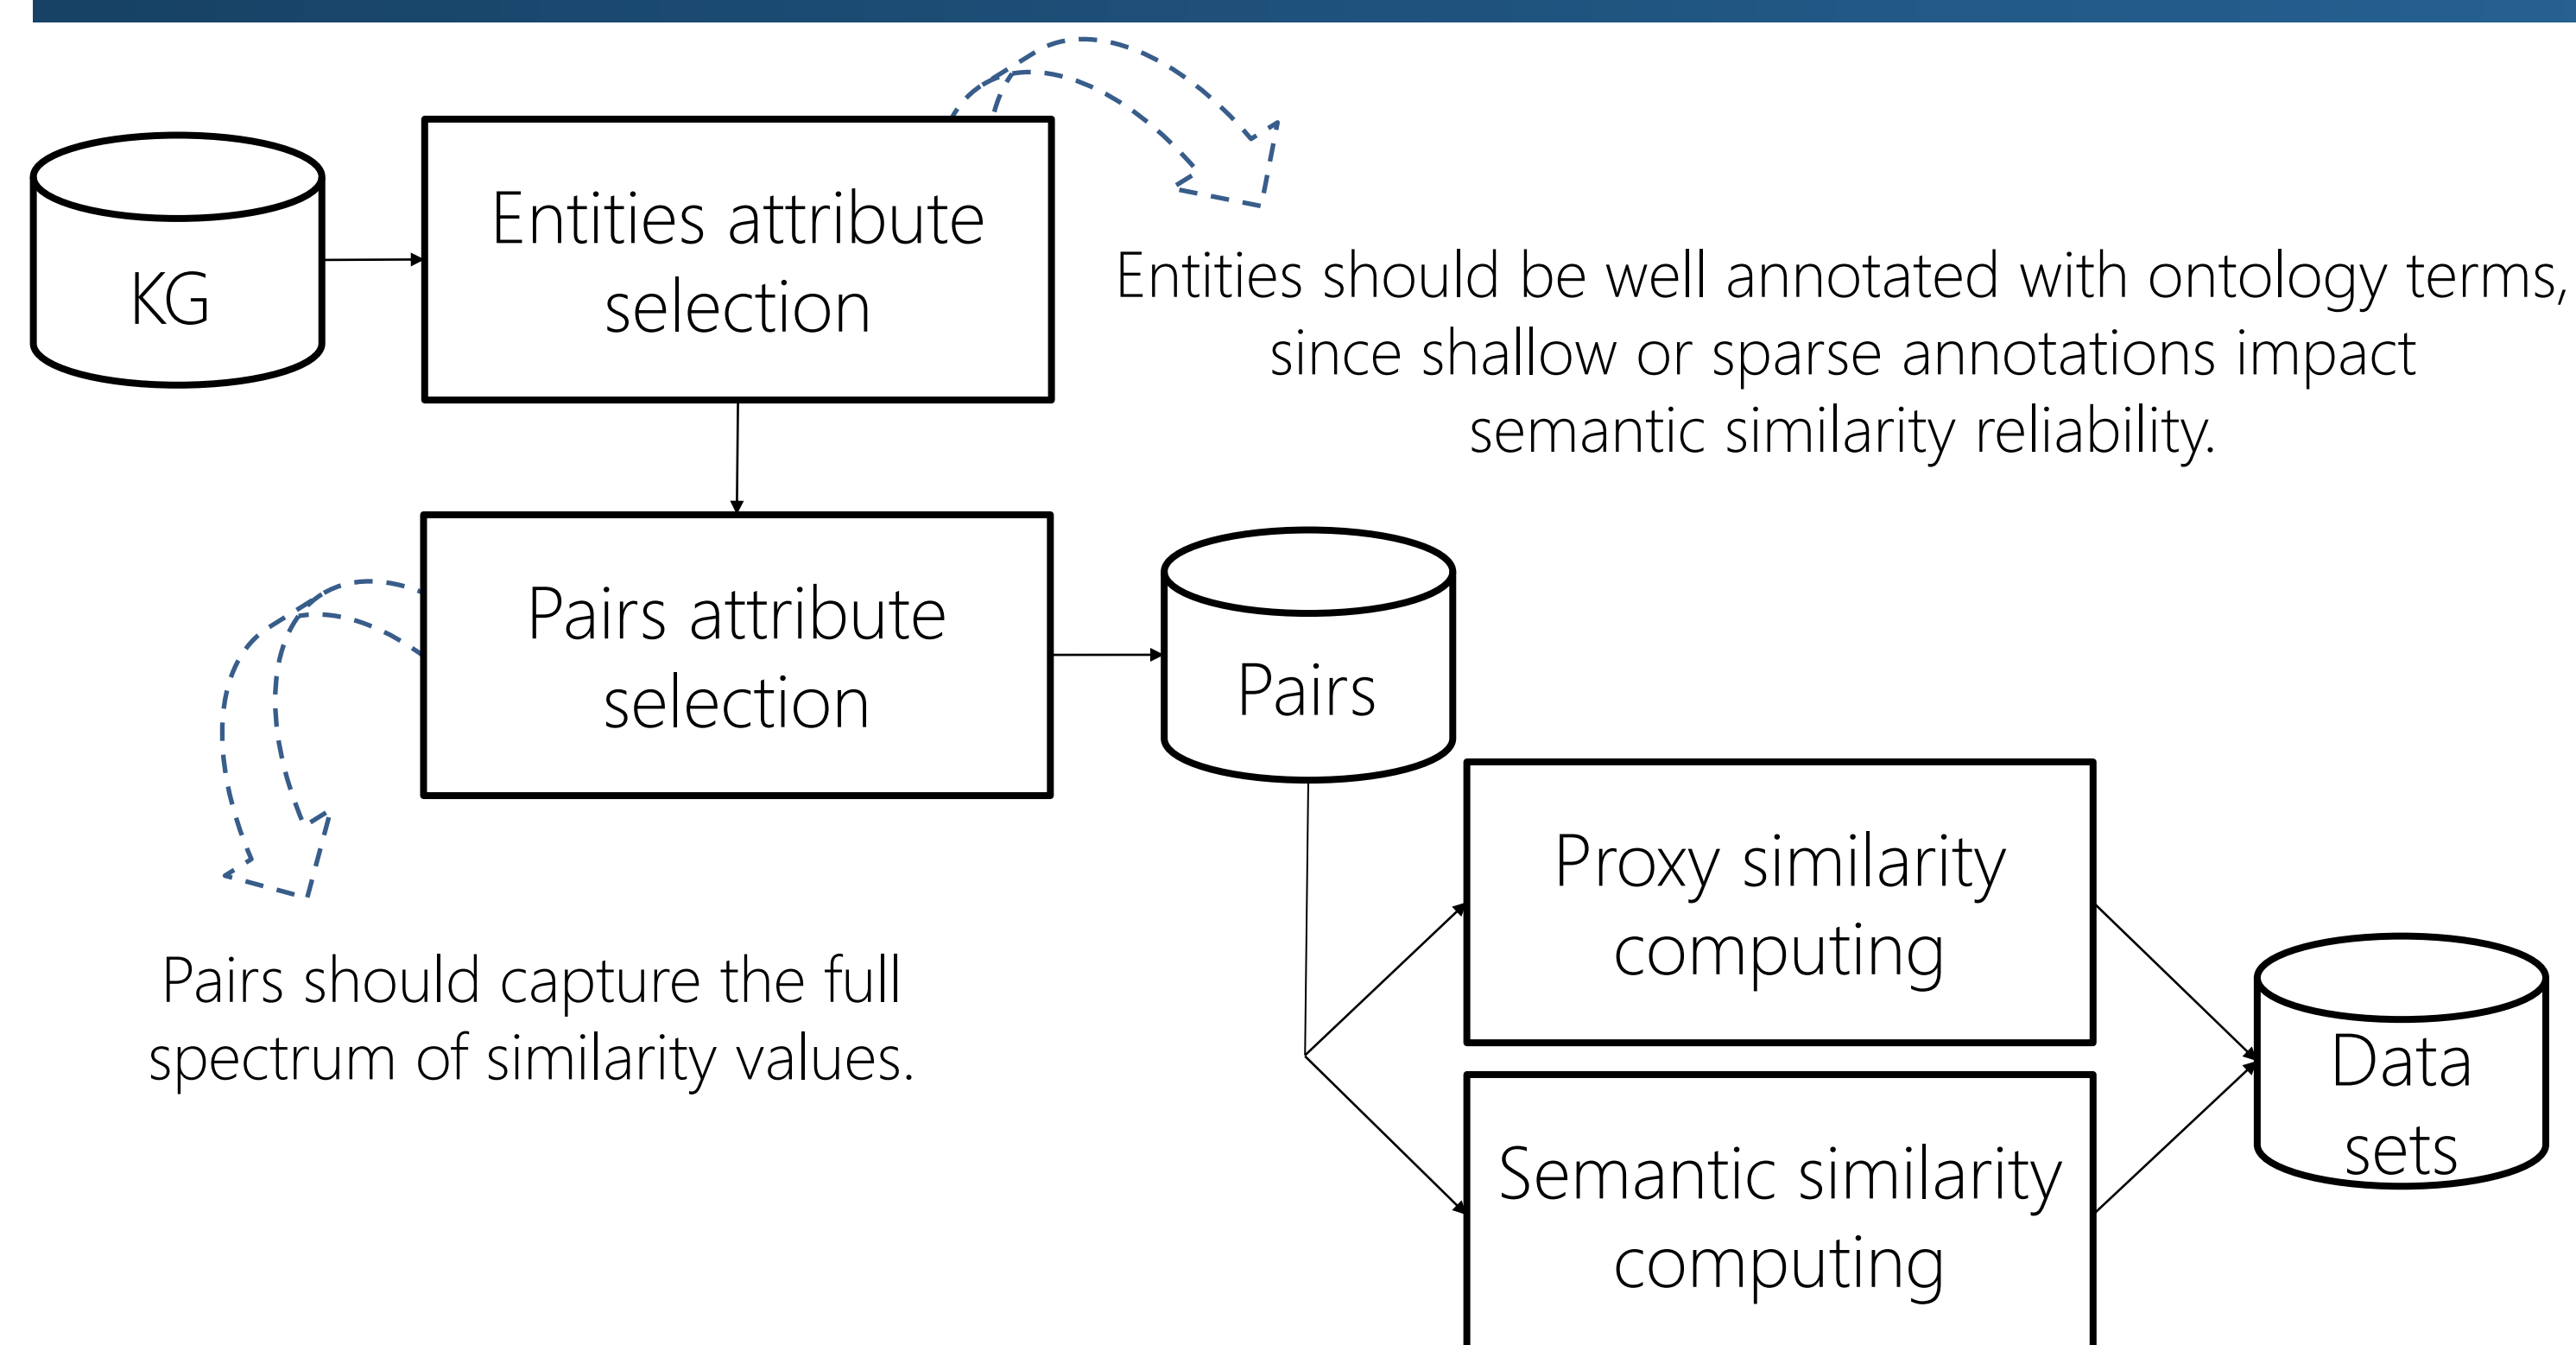 KG
Entities attribute
selection
Entities should be well annotated with ontology terms,
since shallow or sparse annotations impact
semantic similarity reliability.
Pairs attribute
selection
Pairs
Pairs should capture the full
spectrum of similarity values.
Proxy similarity
computing
Semantic similarity
computing
Data
sets